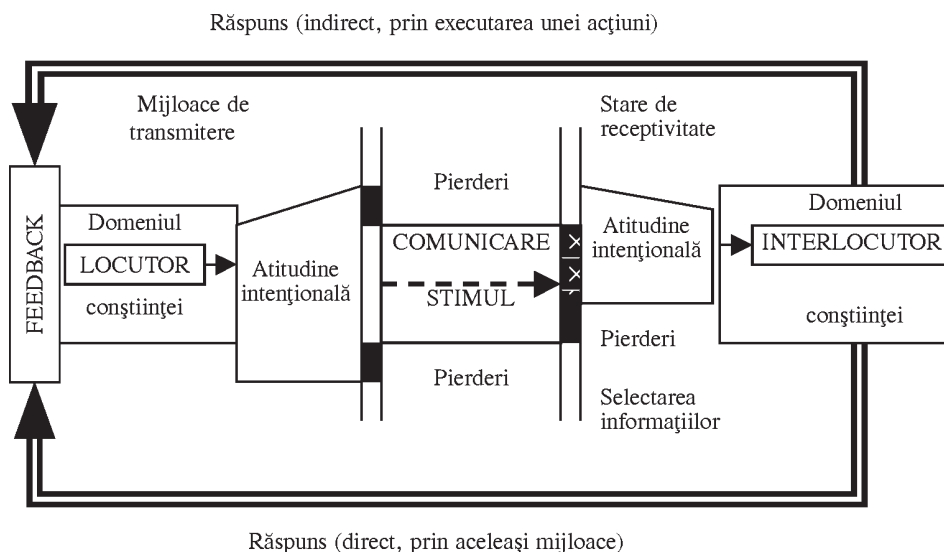 Răspuns (indirect, prin executarea unei acţiuni)
Mijloace de
transmitere
Stare de
receptivitate
FEEDBACK
Domeniul
LOCUTOR
conştiinţei
Atitudine
intenţională
Pierderi
COMUNICARE
STIMUL
Pierderi
Atitudine
intenţională
Pierderi
Selectarea
informaţiilor
Domeniul
INTERLOCUTOR
conştiinţei
Răspuns (direct, prin aceleaşi mijloace)